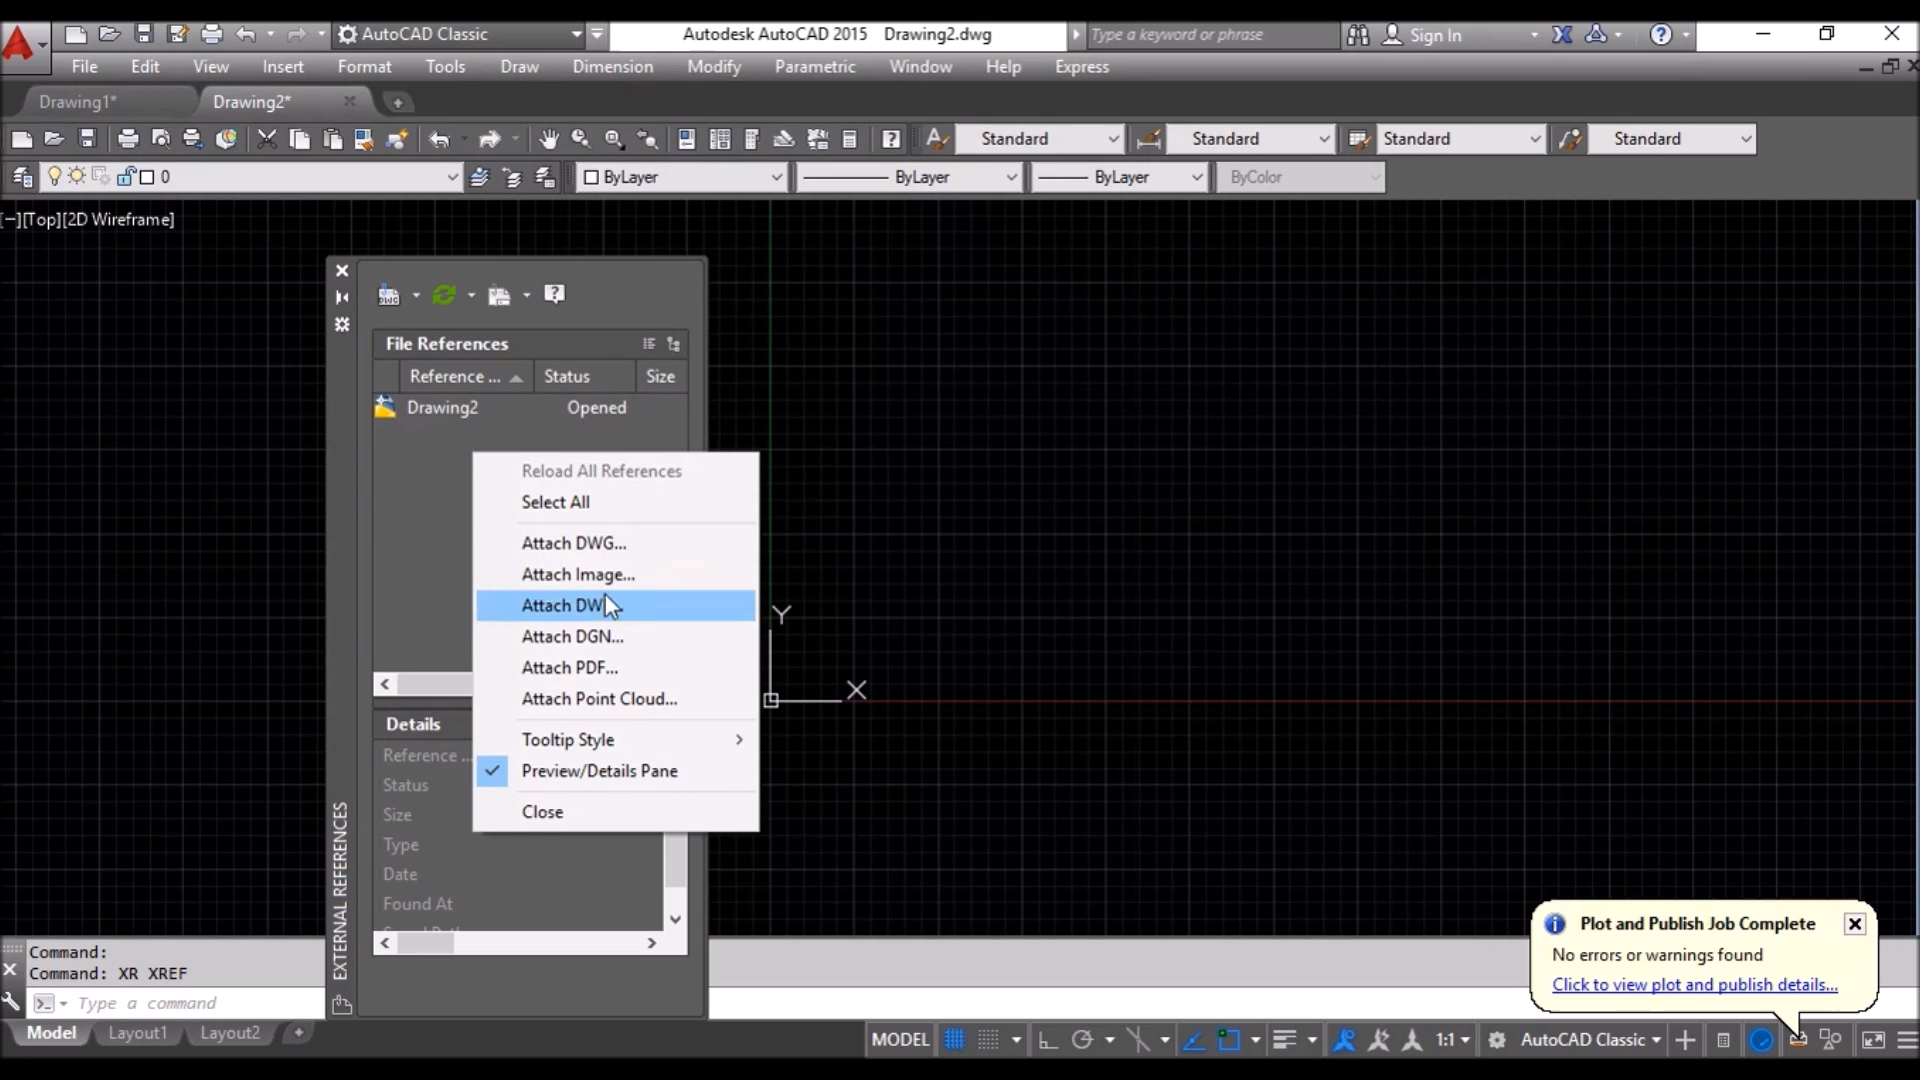 AutoCAD Classic
Autodesk AutoCAD 2015 Drawing2.dwg
Type a keyword or phrase
Sign In
File Edit View Insert Format Tools Draw Dimension Modify Parametric Window Help Express
Drawing1*
Drawing2*
Standard Standard Standard Standard
0 ByLayer ByLayer ByLayer ByColor
[−][Top][2D Wireframe]
File References
Reference ... Status Size
Drawing2 Opened
Reload All References
Select All
Attach DWG...
Attach Image...
Attach DW
Attach DGN...
Attach PDF...
Attach Point Cloud...
Tooltip Style
Preview/Details Pane
Close
Y
X
Details
Reference ...
Status
Size
Type
Date
Found At
EXTERNAL REFERENCES
Plot and Publish Job Complete
No errors or warnings found
Click to view plot and publish details...
Command:
Command: XR XREF
Type a command
Model Layout1 Layout2
MODEL 1:1 AutoCAD Classic